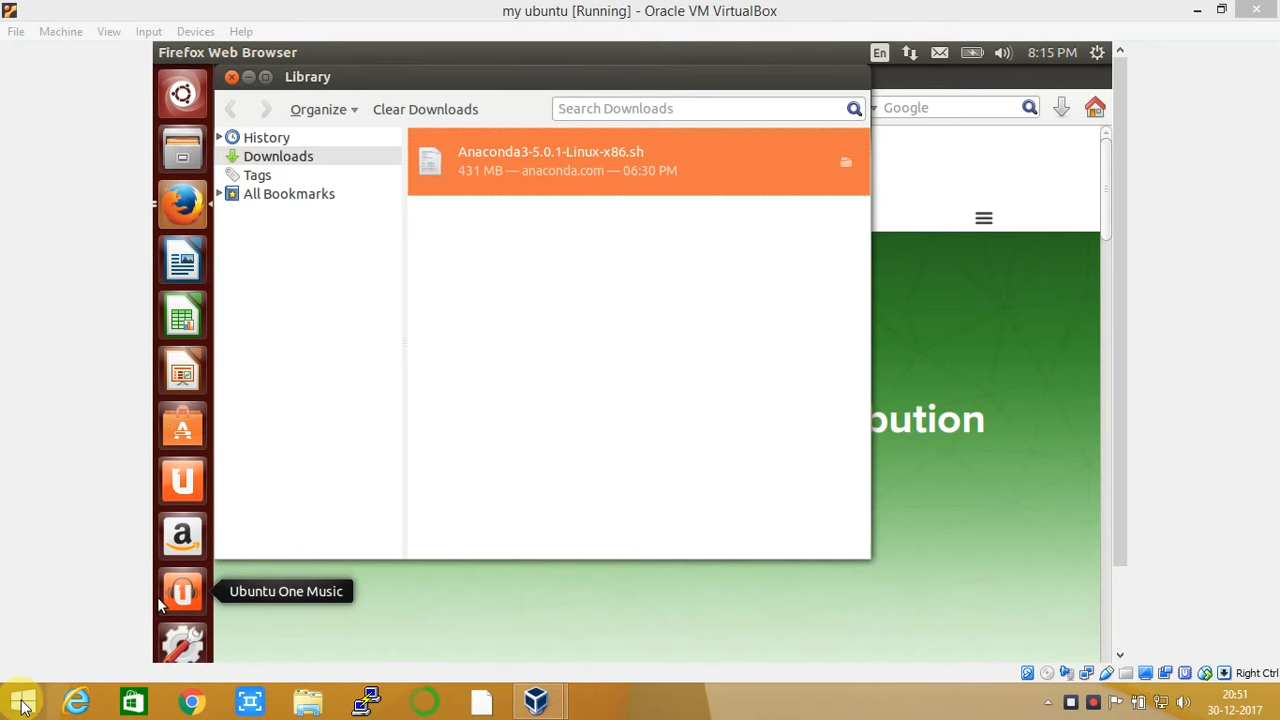 my ubuntu [Running] - Oracle VM VirtualBox
File Machine View Input Devices Help
Firefox Web Browser
En
8:15 PM
Library
Organize
Clear Downloads
Search Downloads
Google
History
Downloads
Tags
All Bookmarks
Anaconda3-5.0.1-Linux-x86.sh
431 MB — anaconda.com — 06:30 PM
bution
Ubuntu One Music
Right Ctrl
20:51
30-12-2017